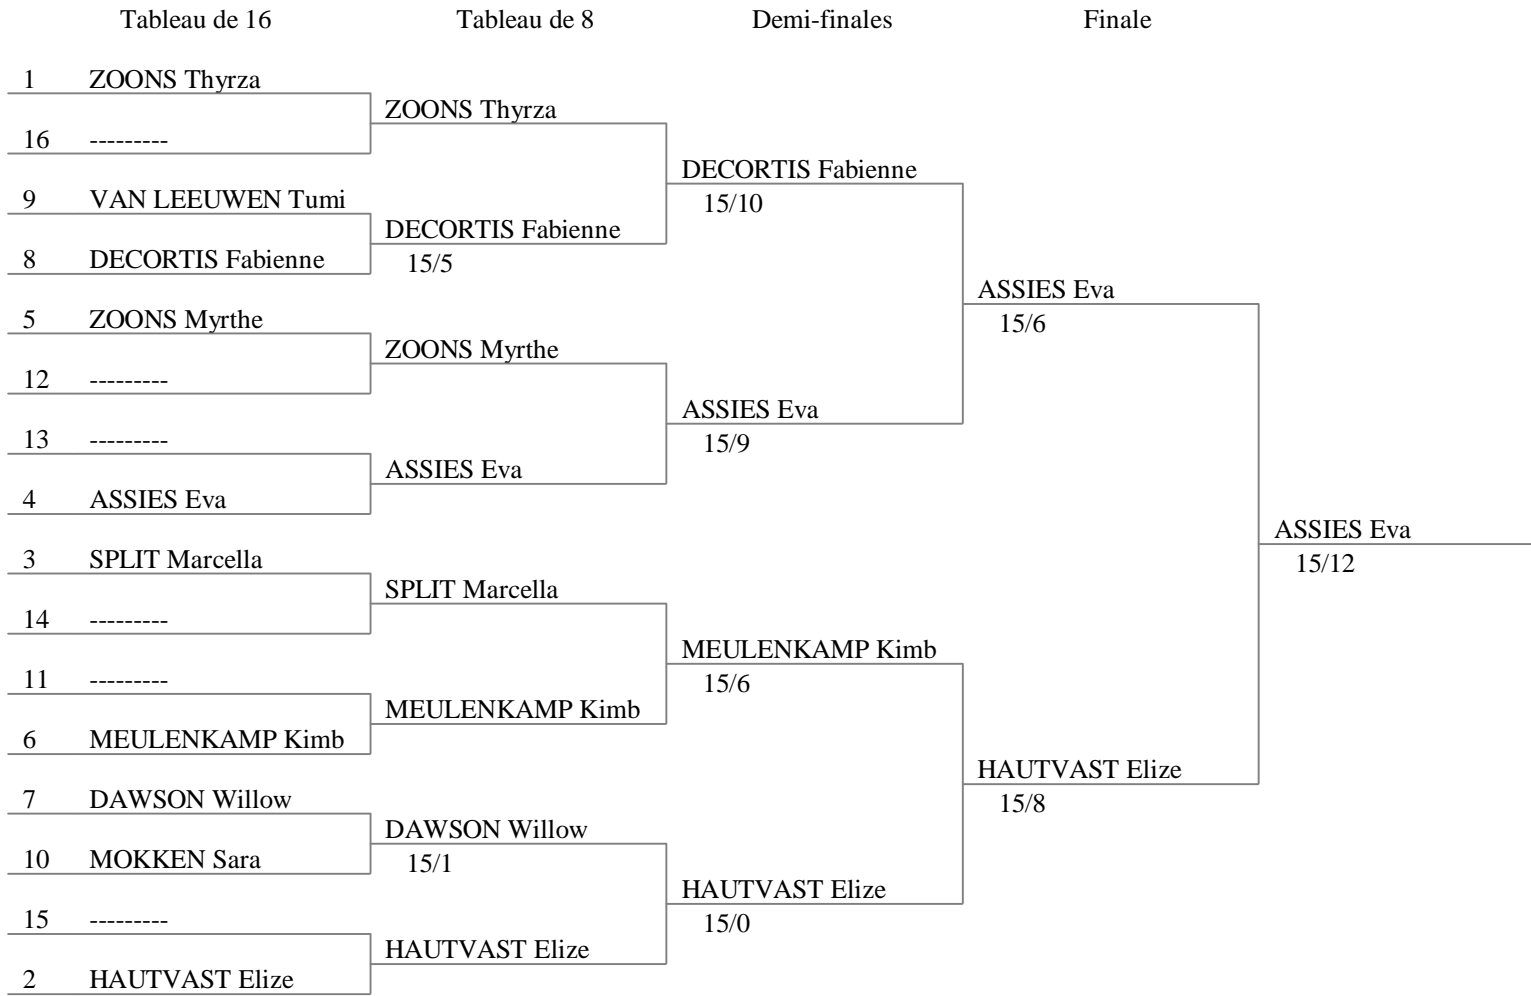 Tableau de 16 Tableau de 8 Demi-finales Finale
1 ZOONS Thyrza
ZOONS Thyrza
16 ---------
DECORTIS Fabienne
9 VAN LEEUWEN Tumi
15/10
DECORTIS Fabienne
8 DECORTIS Fabienne
15/5
ASSIES Eva
5 ZOONS Myrthe
15/6
ZOONS Myrthe
12 ---------
ASSIES Eva
13 ---------
15/9
ASSIES Eva
4 ASSIES Eva
ASSIES Eva
3 SPLIT Marcella
15/12
SPLIT Marcella
14 ---------
MEULENKAMP Kimb
11 ---------
15/6
MEULENKAMP Kimb
6 MEULENKAMP Kimb
HAUTVAST Elize
7 DAWSON Willow
15/8
DAWSON Willow
10 MOKKEN Sara
15/1
HAUTVAST Elize
15 ---------
15/0
HAUTVAST Elize
2 HAUTVAST Elize